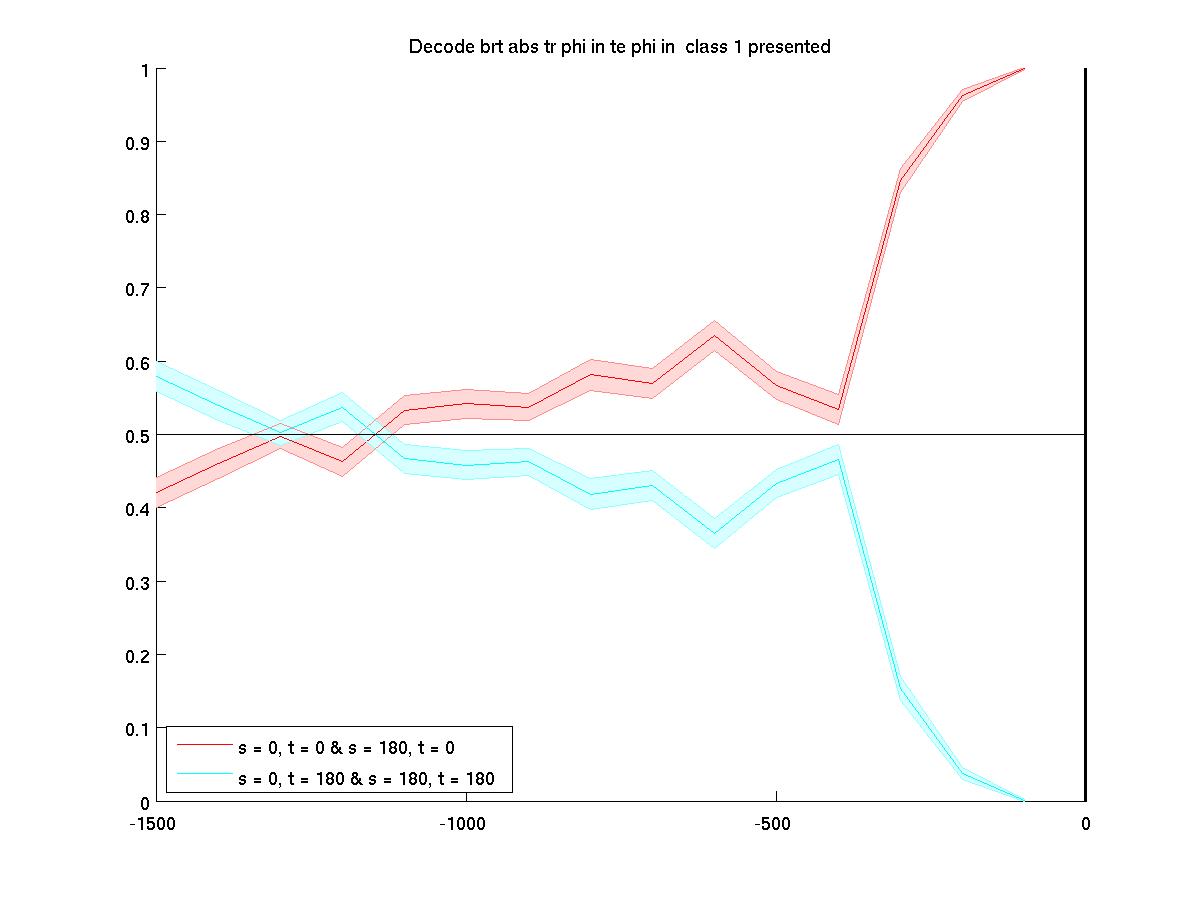 Decode brt abs tr phi in te phi in  class 1 presented
1
0.9
0.8
0.7
0.6
0.5
0.4
0.3
0.2
0.1
0
s = 0, t = 0 & s = 180, t = 0
s = 0, t = 180 & s = 180, t = 180
-1500 -1000 -500 0